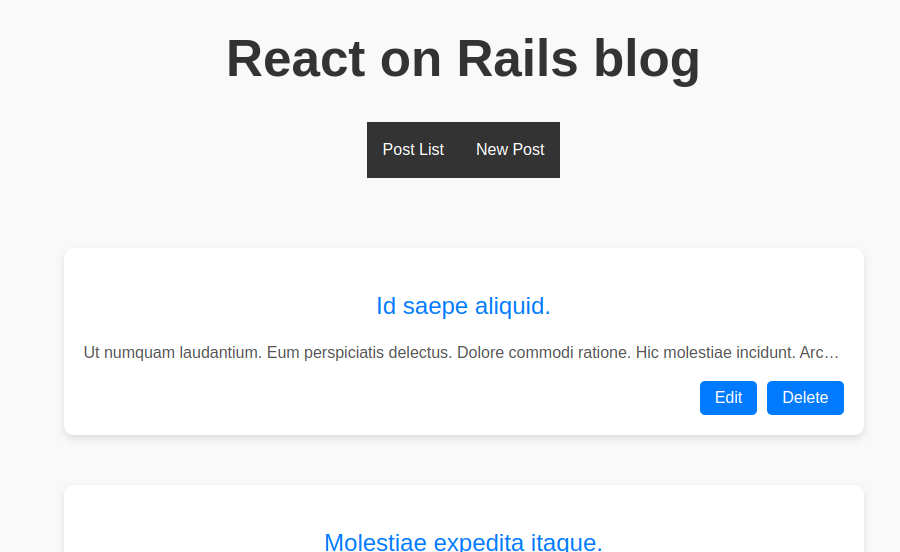 React on Rails blog
Post List New Post
Id saepe aliquid.
Ut numquam laudantium. Eum perspiciatis delectus. Dolore commodi ratione. Hic molestiae incidunt. Arc…
Edit Delete
Molestiae expedita itaque.